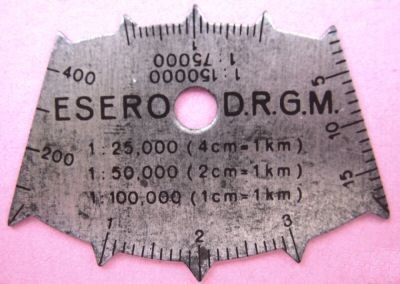 1
1:75000
1:150000
400
5
ESERO D.R.G.M.
10
200
1:25,000 (4cm=1km)
1:50,000 (2cm=1km)
15
1:100,000 (1cm=1km)
1 2 3